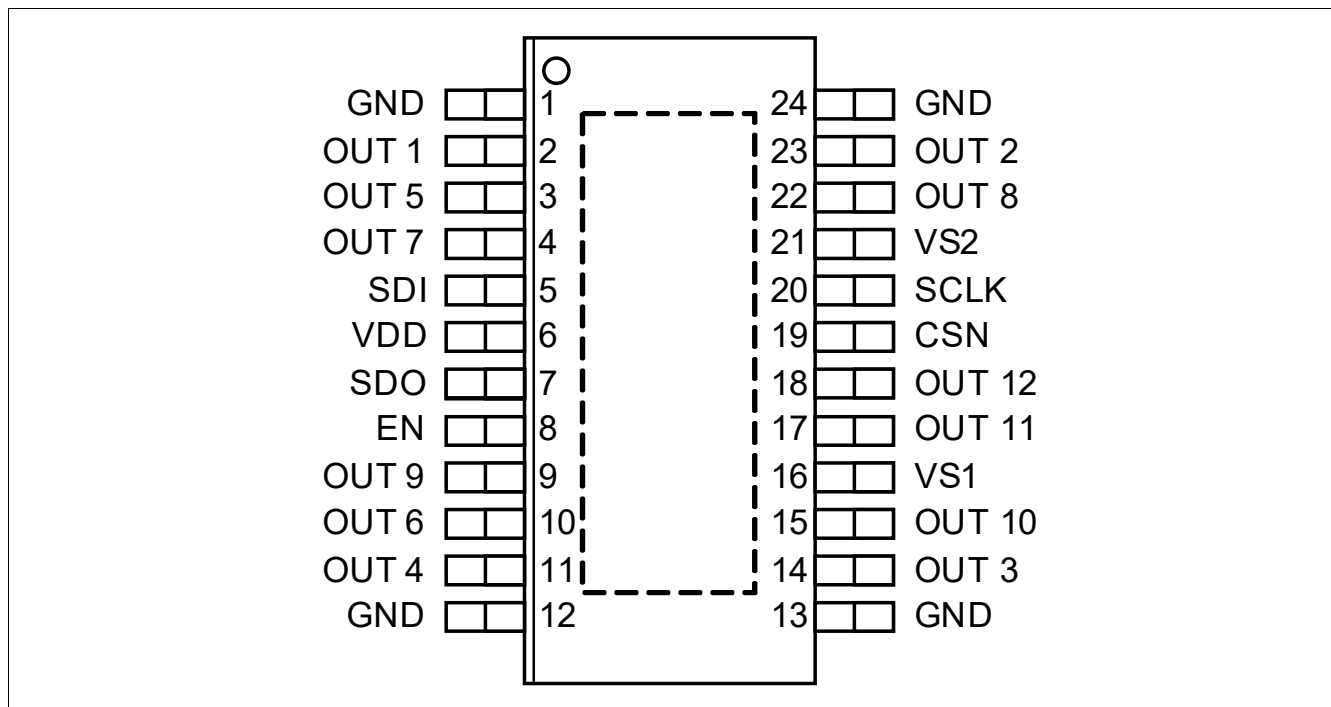 GND 1 24 GND
OUT 1 2 23 OUT 2
OUT 5 3 22 OUT 8
OUT 7 4 21 VS2
SDI 5 20 SCLK
VDD 6 19 CSN
SDO 7 18 OUT 12
EN 8 17 OUT 11
OUT 9 9 16 VS1
OUT 6 10 15 OUT 10
OUT 4 11 14 OUT 3
GND 12 13 GND